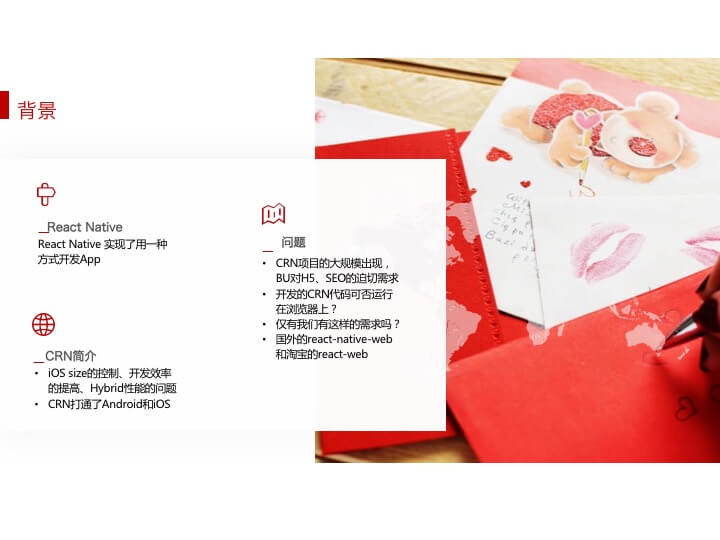 背景
React Native
React Native 实现了用一种
方式开发App
CRN简介
• iOS size的控制、开发效率
的提高、Hybrid性能的问题
• CRN打通了Android和iOS
问题
• CRN项目的大规模出现，
BU对H5、SEO的迫切需求
• 开发的CRN代码可否运行
在浏览器上？
• 仅有我们有这样的需求吗？
• 国外的react-native-web
和淘宝的react-web